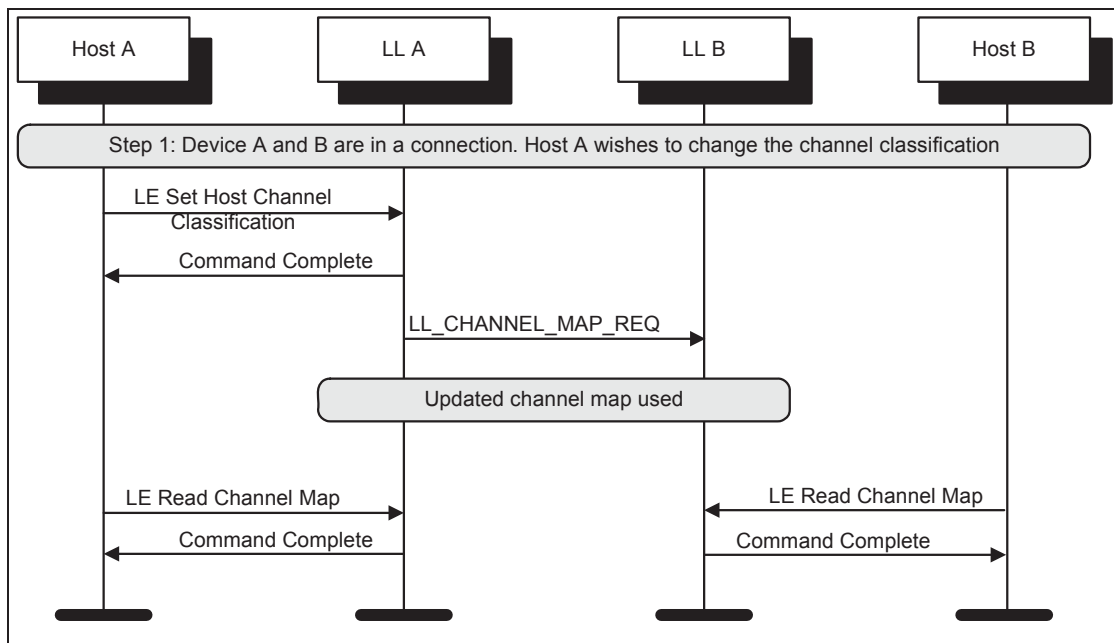 Host A
LL A
LL B
Host B
Step 1: Device A and B are in a connection. Host A wishes to change the channel classification
LE Set Host Channel
Classification
Command Complete
LL_CHANNEL_MAP_REQ
Updated channel map used
LE Read Channel Map
LE Read Channel Map
Command Complete
Command Complete